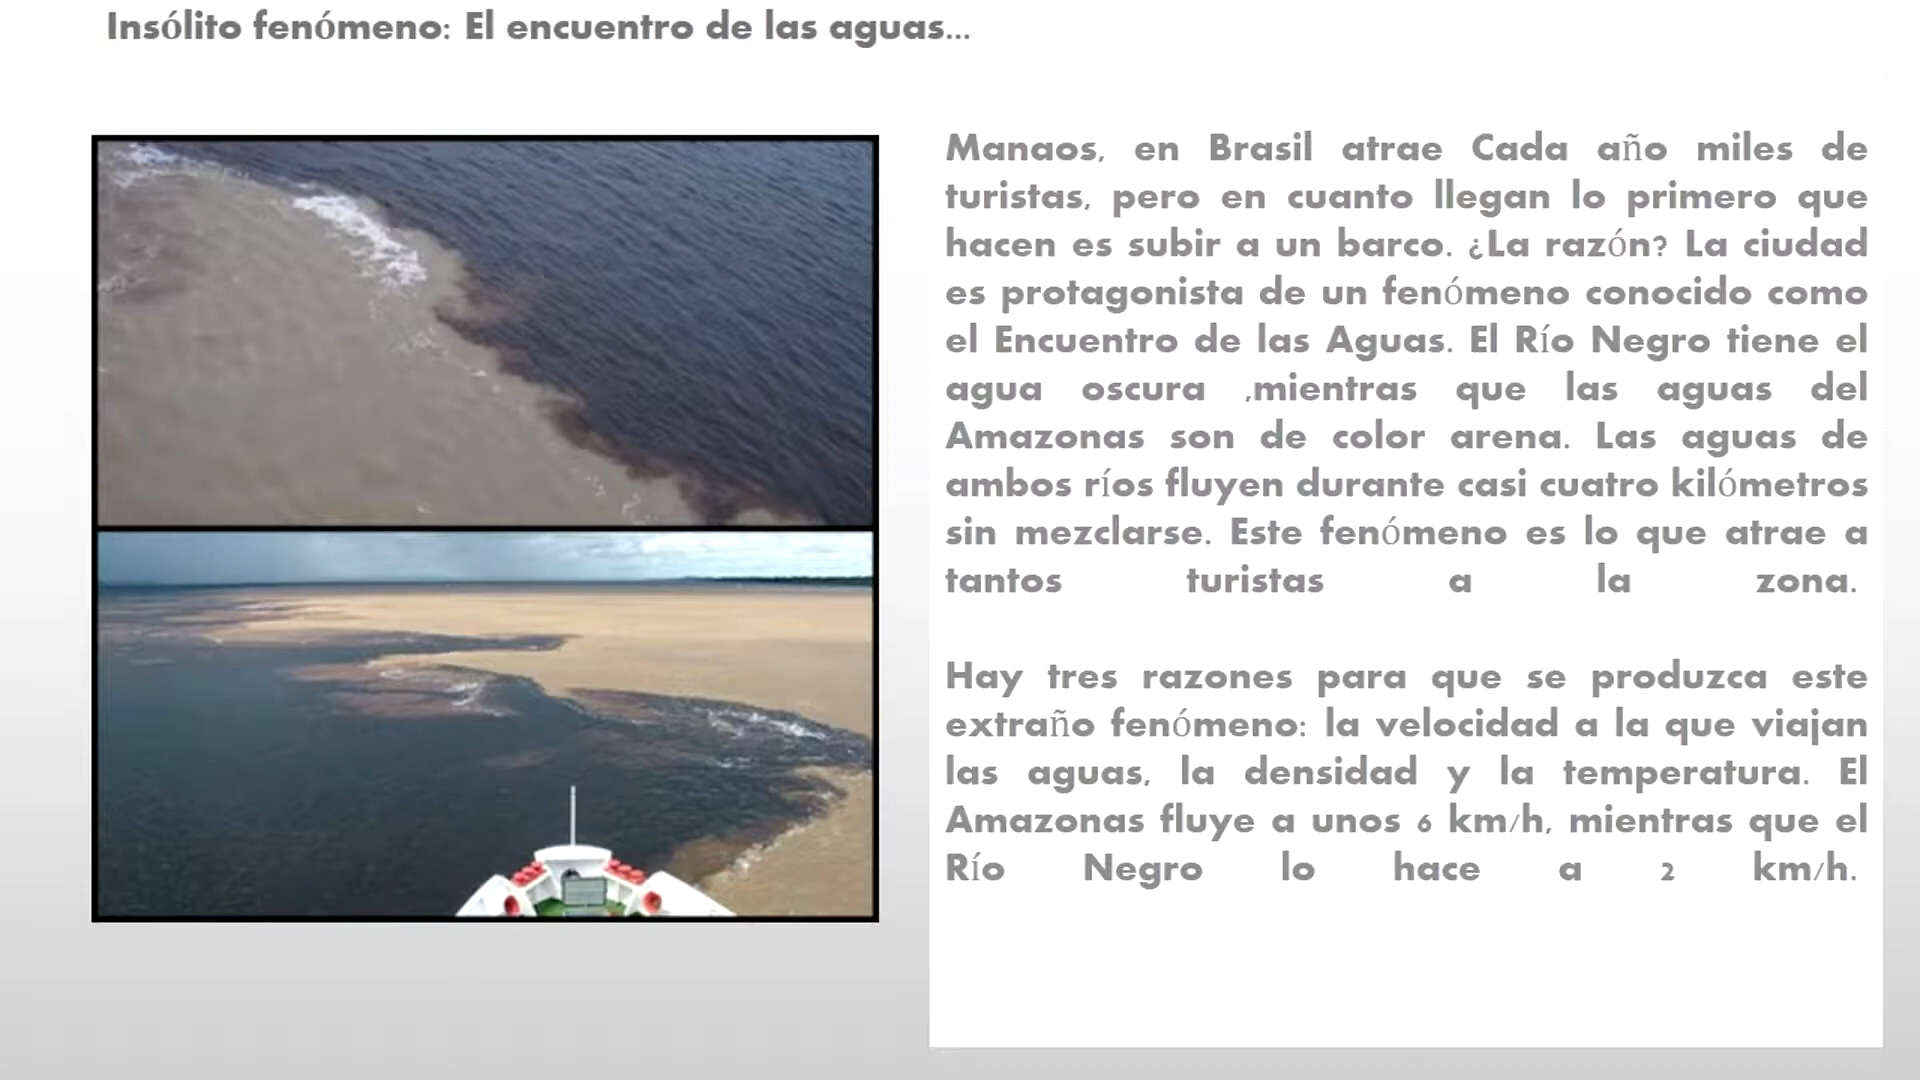 Insólito fenómeno: El encuentro de las aguas...
Manaos, en Brasil atrae Cada año miles de
turistas, pero en cuanto llegan lo primero que
hacen es subir a un barco. ¿La razón? La ciudad
es protagonista de un fenómeno conocido como
el Encuentro de las Aguas. El Río Negro tiene el
agua oscura ,mientras que las aguas del
Amazonas son de color arena. Las aguas de
ambos ríos fluyen durante casi cuatro kilómetros
sin mezclarse. Este fenómeno es lo que atrae a
tantos turistas a la zona.
Hay tres razones para que se produzca este
extraño fenómeno: la velocidad a la que viajan
las aguas, la densidad y la temperatura. El
Amazonas fluye a unos 6 km/h, mientras que el
Río Negro lo hace a 2 km/h.